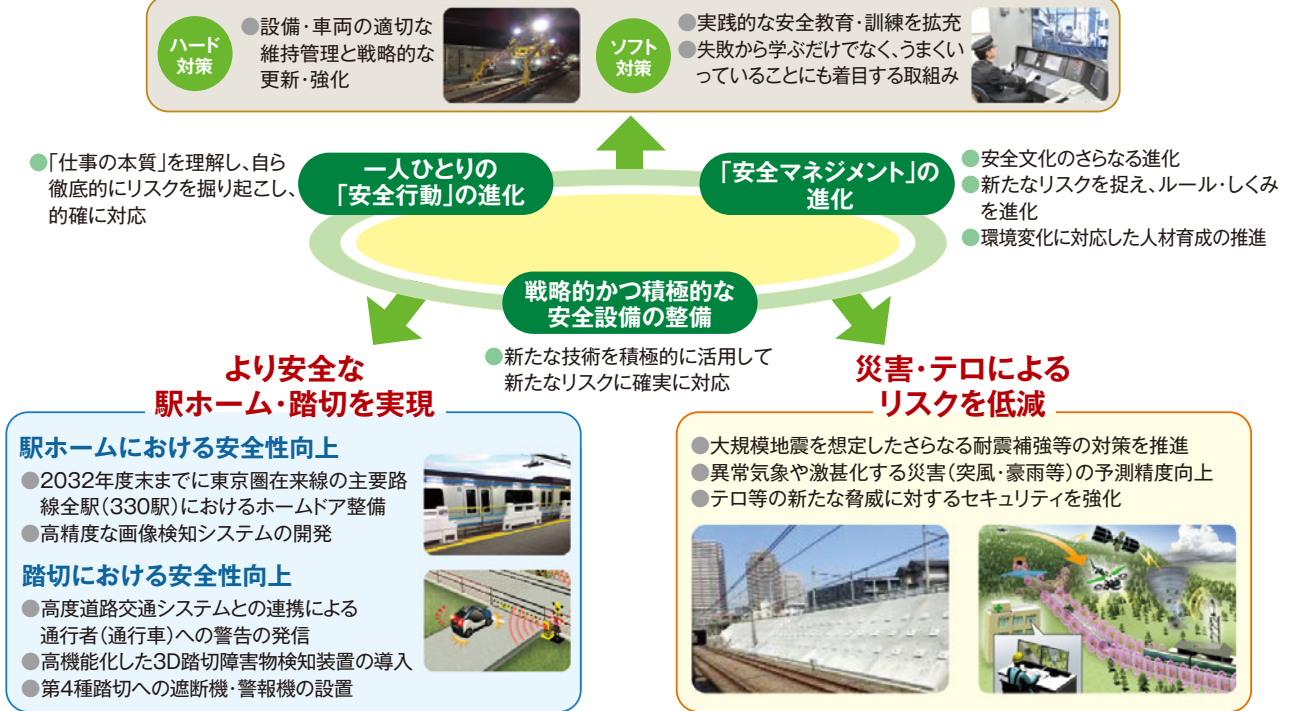 ハード
対策
●設備・車両の適切な
維持管理と戦略的な
更新・強化
ソフト
対策
●実践的な安全教育・訓練を拡充
●失敗から学ぶだけでなく、うまくい
っていることにも着目する取組み
●「仕事の本質」を理解し、自ら
徹底的にリスクを掘り起こし、
的確に対応
一人ひとりの
「安全行動」の進化
「安全マネジメント」の
進化
●安全文化のさらなる進化
●新たなリスクを捉え、ルール・しくみ
を進化
●環境変化に対応した人材育成の推進
戦略的かつ積極的な
安全設備の整備
●新たな技術を積極的に活用して
新たなリスクに確実に対応
より安全な
駅ホーム・踏切を実現
駅ホームにおける安全性向上
●2032年度末までに東京圏在来線の主要路
線全駅(330駅)におけるホームドア整備
●高精度な画像検知システムの開発
踏切における安全性向上
●高度道路交通システムとの連携による
通行者(通行車)への警告の発信
●高機能化した3D踏切障害物検知装置の導入
●第4種踏切への遮断機・警報機の設置
災害・テロによる
リスクを低減
●大規模地震を想定したさらなる耐震補強等の対策を推進
●異常気象や激甚化する災害(突風・豪雨等)の予測精度向上
●テロ等の新たな脅威に対するセキュリティを強化